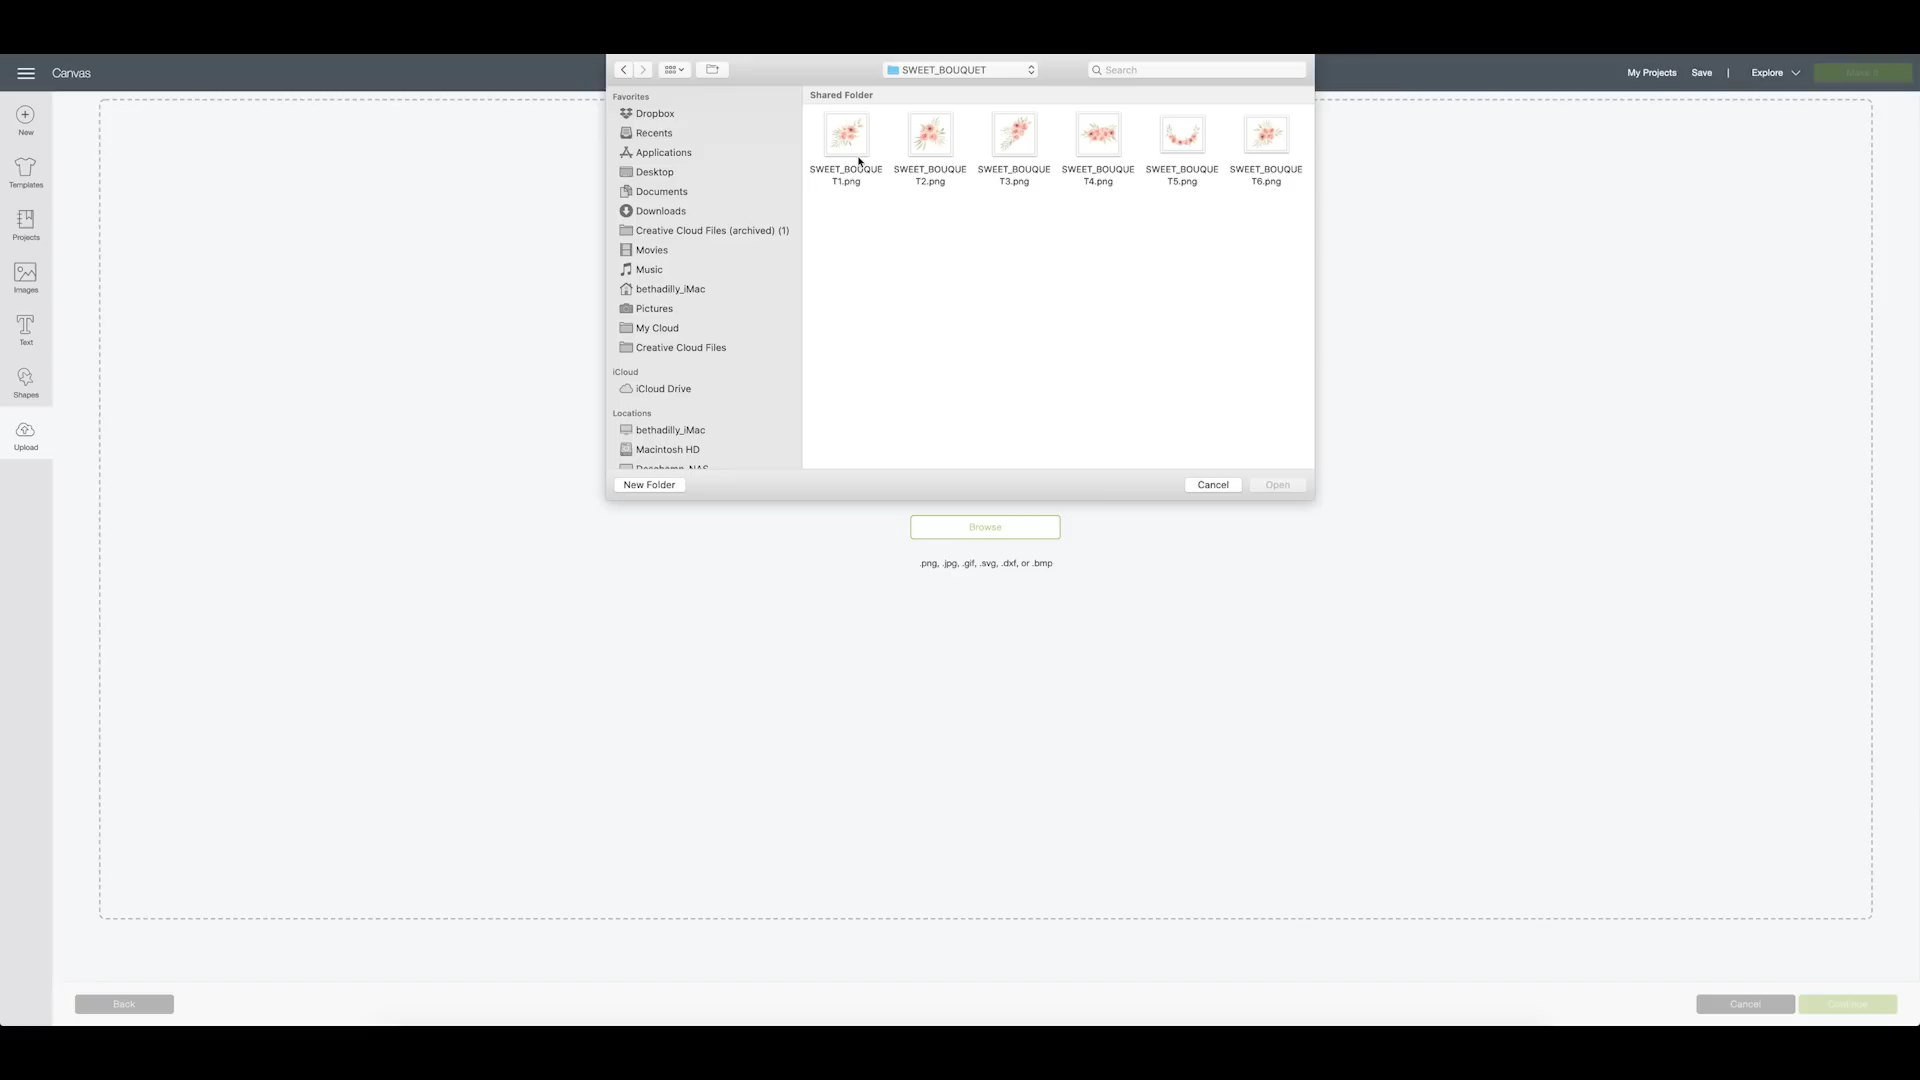 Canvas
SWEET_BOUQUET
Search
My Projects
Save
|
Explore
Make It
New
Templates
Projects
Images
Text
Shapes
Upload
Favorites
Dropbox
Recents
Applications
Desktop
Documents
Downloads
Creative Cloud Files (archived) (1)
Movies
Music
bethadilly_iMac
Pictures
My Cloud
Creative Cloud Files
iCloud
iCloud Drive
Locations
bethadilly_iMac
Macintosh HD
Shared Folder
SWEET_BOUQUE
T1.png
SWEET_BOUQUE
T2.png
SWEET_BOUQUE
T3.png
SWEET_BOUQUE
T4.png
SWEET_BOUQUE
T5.png
SWEET_BOUQUE
T6.png
New Folder
Cancel
Open
Browse
.png, .jpg, .gif, .svg, .dxf, or .bmp
Back
Cancel
Continue